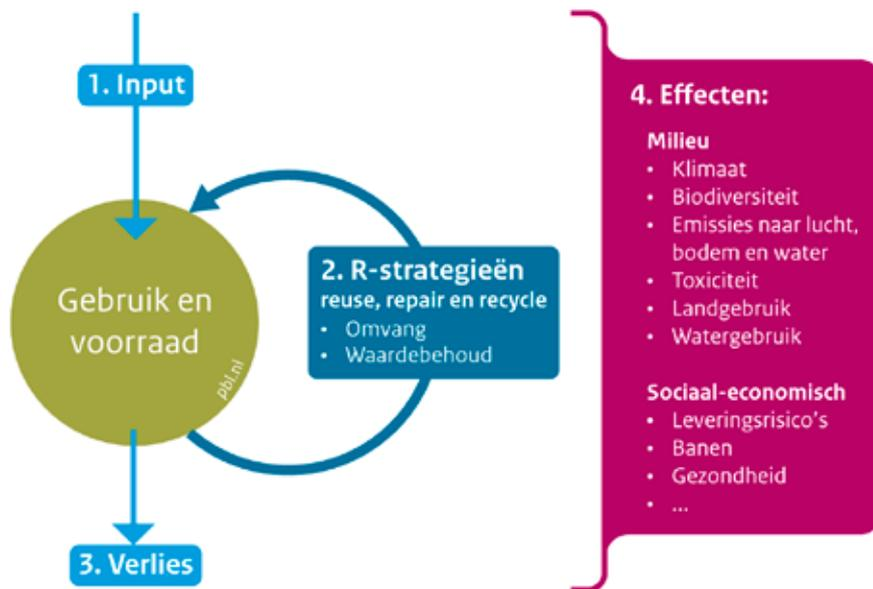 1. Input
Gebruik en
voorraad
pbl.nl
2. R-strategieën
reuse, repair en recycle
• Omvang
• Waardebehoud
3. Verlies
4. Effecten:
Milieu
• Klimaat
• Biodiversiteit
• Emissies naar lucht,
bodem en water
• Toxiciteit
• Landgebruik
• Watergebruik
Sociaal-economisch
• Leveringsrisico's
• Banen
• Gezondheid
• ...